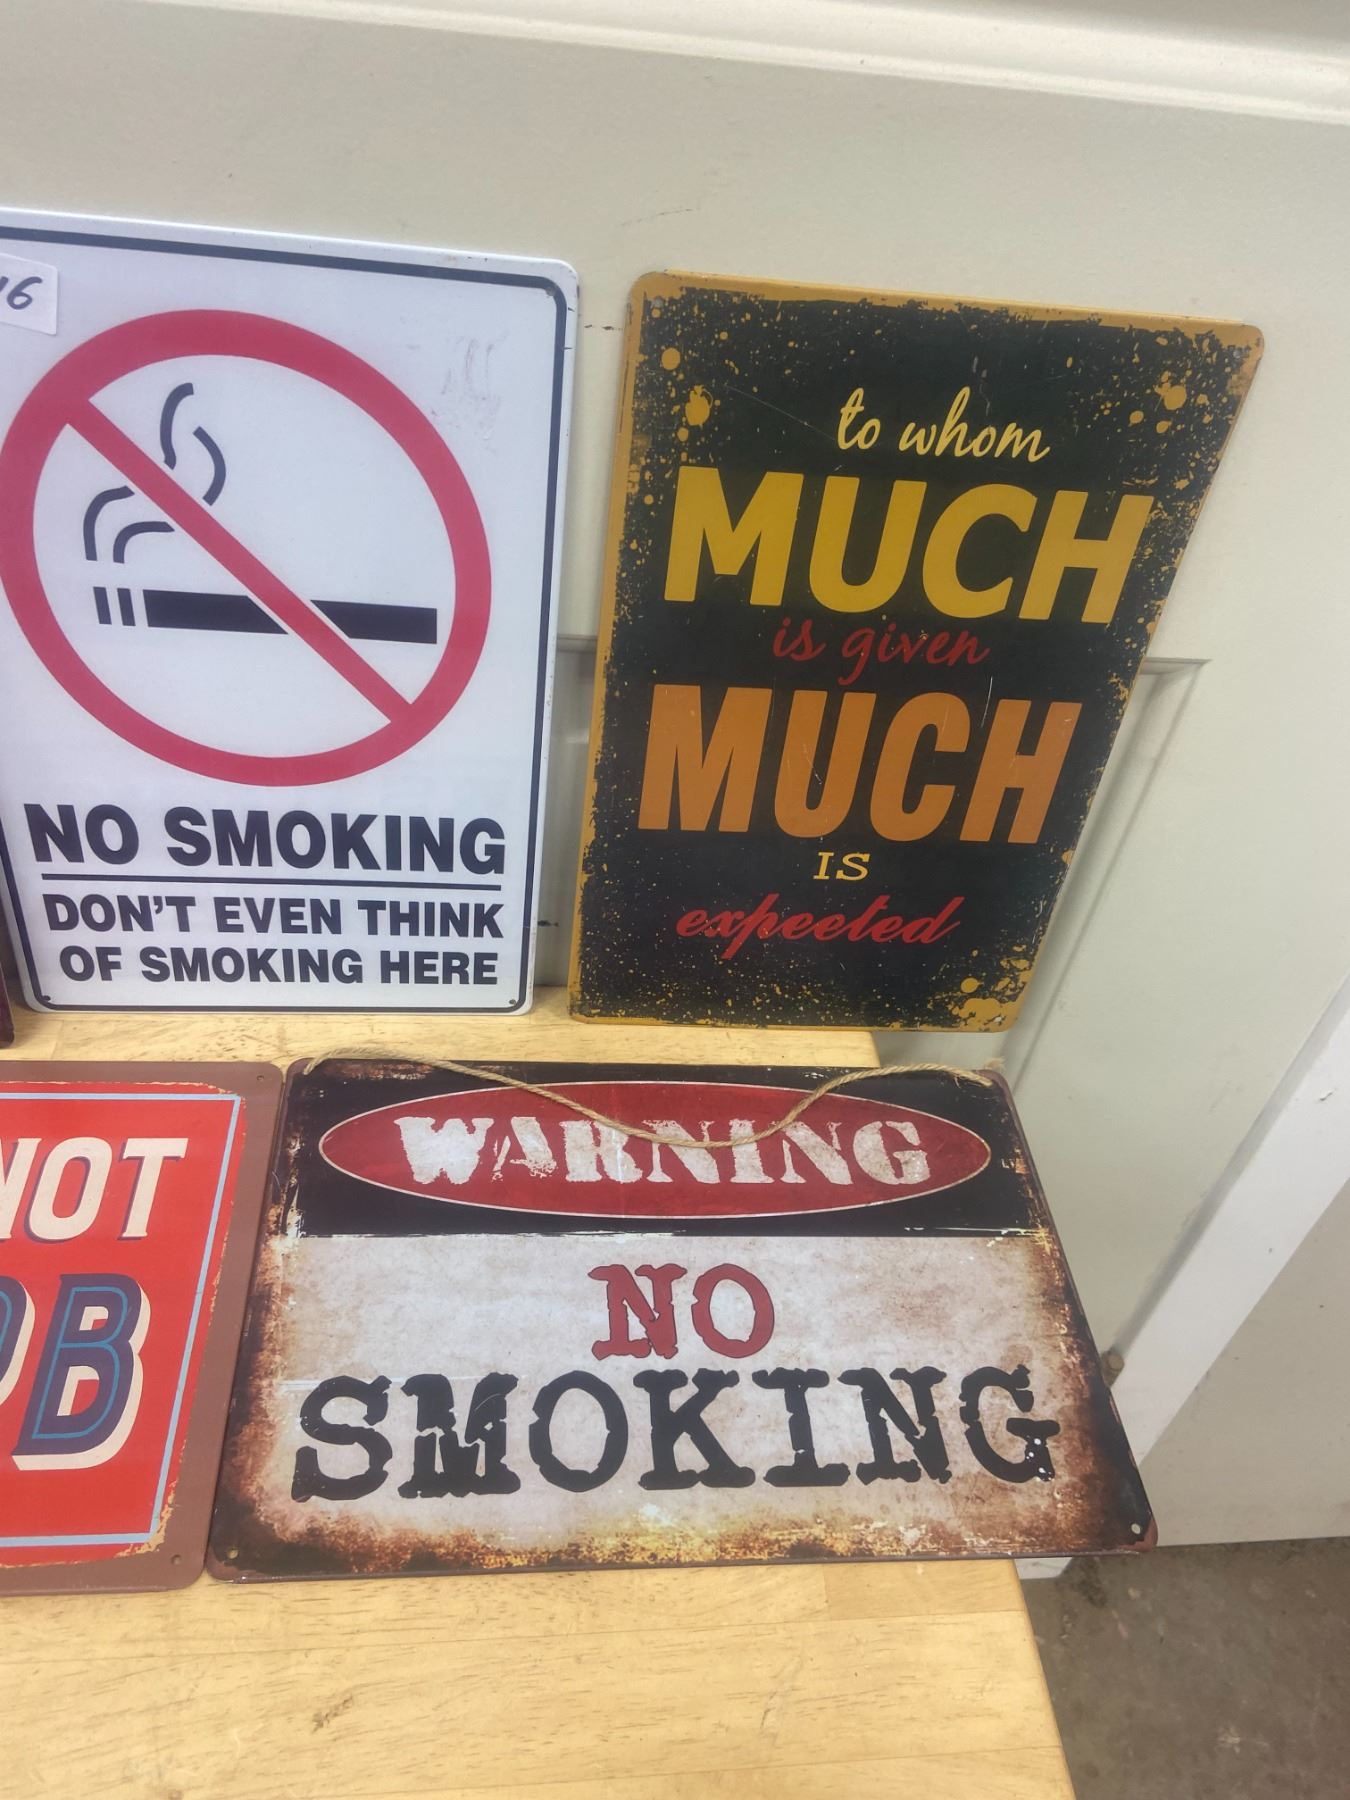 16
NO SMOKING
DON'T EVEN THINK
OF SMOKING HERE
to whom
MUCH
is given
MUCH
IS
expected
NOT
B
WARNING
NO
SMOKING